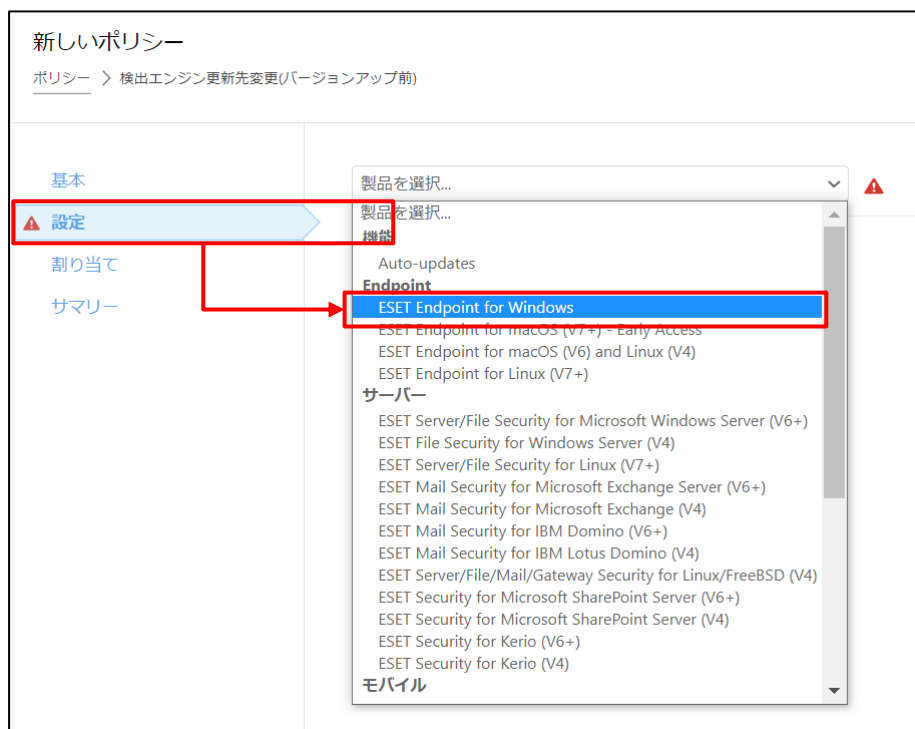 新しいポリシー
ポリシー > 検出エンジン更新先変更(バージョンアップ前)
基本
設定
割り当て
サマリー
製品を選択...
製品を選択...
機能
Auto-updates
Endpoint
ESET Endpoint for Windows
ESET Endpoint for macOS (V7+) - Early Access
ESET Endpoint for macOS (V6) and Linux (V4)
ESET Endpoint for Linux (V7+)
サーバー
ESET Server/File Security for Microsoft Windows Server (V6+)
ESET File Security for Windows Server (V4)
ESET Server/File Security for Linux (V7+)
ESET Mail Security for Microsoft Exchange Server (V6+)
ESET Mail Security for Microsoft Exchange (V4)
ESET Mail Security for IBM Domino (V6+)
ESET Mail Security for IBM Lotus Domino (V4)
ESET Server/File/Mail/Gateway Security for Linux/FreeBSD (V4)
ESET Security for Microsoft SharePoint Server (V6+)
ESET Security for Microsoft SharePoint Server (V4)
ESET Security for Kerio (V6+)
ESET Security for Kerio (V4)
モバイル